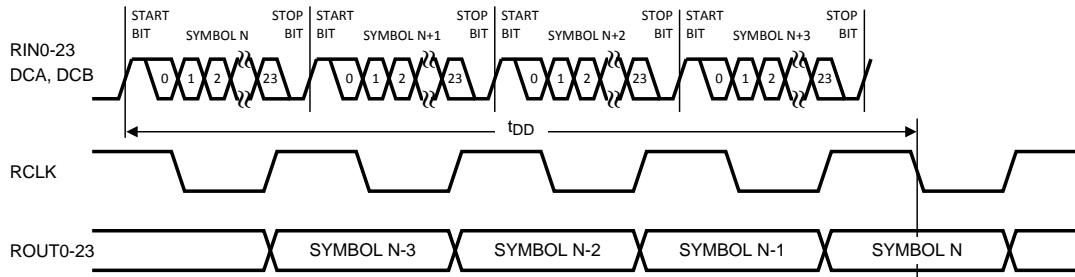 START STOP START STOP START STOP START STOP
BIT SYMBOL N BIT BIT SYMBOL N+1 BIT BIT SYMBOL N+2 BIT BIT SYMBOL N+3 BIT
RIN0-23
DCA, DCB
0 1 2 23 0 1 2 23 0 1 2 23 0 1 2 23
tDD
RCLK
ROUT0-23 SYMBOL N-3 SYMBOL N-2 SYMBOL N-1 SYMBOL N